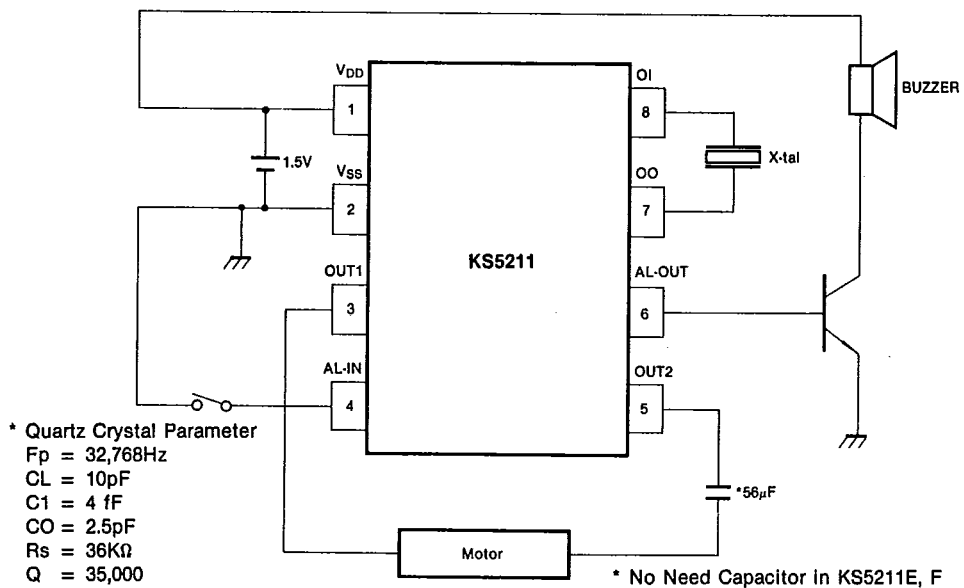 VDD
1
1.5V
VSS
2
OUT1
3
AL-IN
4
KS5211
OI
8
X-tal
OO
7
AL-OUT
6
OUT2
5
BUZZER
*56μF
Motor
* Quartz Crystal Parameter
Fp = 32,768Hz
CL = 10pF
C1 = 4 fF
CO = 2.5pF
Rs = 36KΩ
Q = 35,000
* No Need Capacitor in KS5211E, F